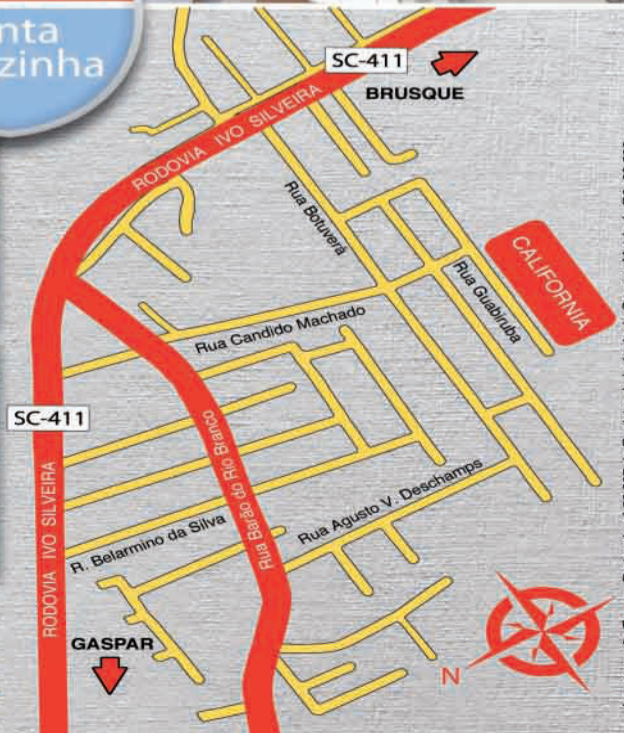 nta
zinha
SC-411
BRUSQUE
RODOVIA IVO SILVEIRA
Rua Botuverá
CALIFORNIA
Rua Guabiruba
Rua Candido Machado
SC-411
RODOVIA IVO SILVEIRA
Rua Barão do Rio Branco
Rua Agusto V. Deschamps
R. Belarmino da Silva
GASPAR
N